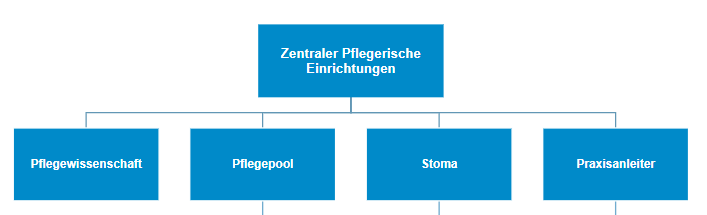 Zentraler Pflegerische
Einrichtungen
Pflegewissenschaft
Pflegepool
Stoma
Praxisanleiter